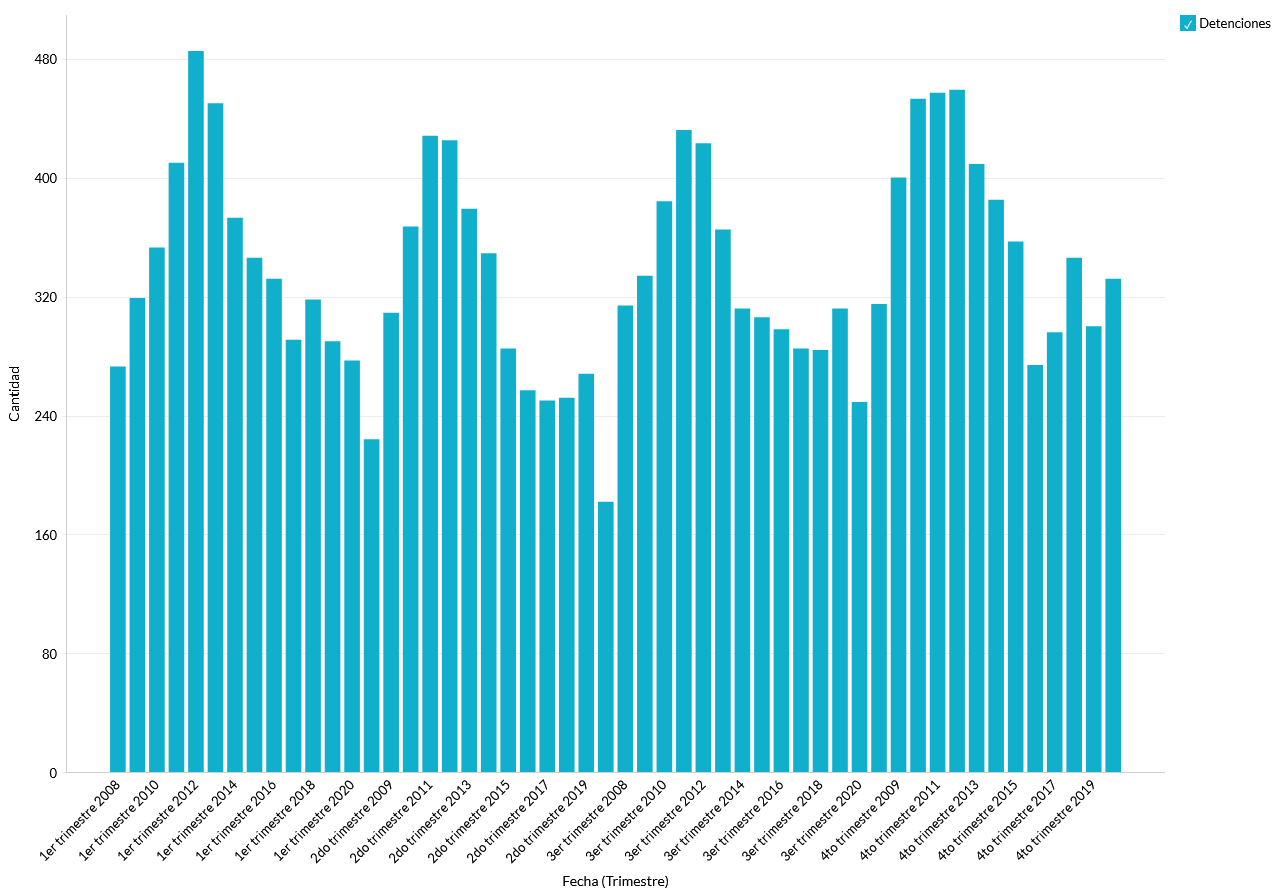 Detenciones
480
400
320
240
160
80
0
Cantidad
1er trimestre 2008
1er trimestre 2010
1er trimestre 2012
1er trimestre 2014
1er trimestre 2016
1er trimestre 2018
1er trimestre 2020
2do trimestre 2009
2do trimestre 2011
2do trimestre 2013
2do trimestre 2015
2do trimestre 2017
2do trimestre 2019
3er trimestre 2008
3er trimestre 2010
3er trimestre 2012
3er trimestre 2014
3er trimestre 2016
3er trimestre 2018
3er trimestre 2020
4to trimestre 2009
4to trimestre 2011
4to trimestre 2013
4to trimestre 2015
4to trimestre 2017
4to trimestre 2019
Fecha (Trimestre)